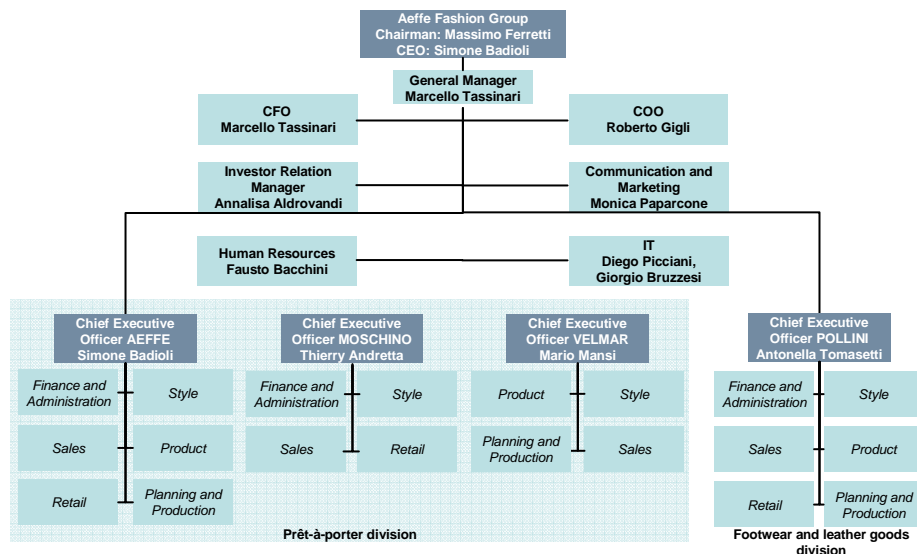 Aeffe Fashion Group
Chairman: Massimo Ferretti
CEO: Simone Badioli
General Manager
Marcello Tassinari
CFO
Marcello Tassinari
COO
Roberto Gigli
Investor Relation
Manager
Annalisa Aldrovandi
Communication and
Marketing
Monica Paparcone
Human Resources
Fausto Bacchini
IT
Diego Picciani,
Giorgio Bruzzesi
Chief Executive
Officer AEFFE
Simone Badioli
Finance and
Administration
Style
Sales
Product
Retail
Planning and
Production
Chief Executive
Officer MOSCHINO
Thierry Andretta
Finance and
Administration
Style
Sales
Retail
Chief Executive
Officer VELMAR
Mario Mansi
Product
Style
Planning and
Production
Sales
Prêt-à-porter division
Chief Executive
Officer POLLINI
Antonella Tomasetti
Finance and
Administration
Style
Sales
Product
Retail
Planning and
Production
Footwear and leather goods
division